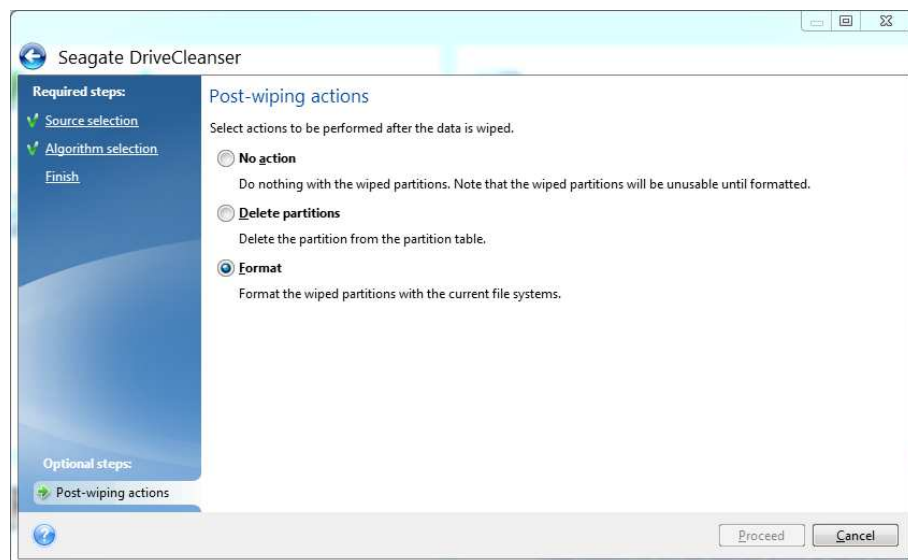 Seagate DriveCleanser
Required steps:
Source selection
Algorithm selection
Finish
Optional steps:
Post-wiping actions
Post-wiping actions
Select actions to be performed after the data is wiped.
No action
Do nothing with the wiped partitions. Note that the wiped partitions will be unusable until formatted.
Delete partitions
Delete the partition from the partition table.
Format
Format the wiped partitions with the current file systems.
?
Proceed
Cancel